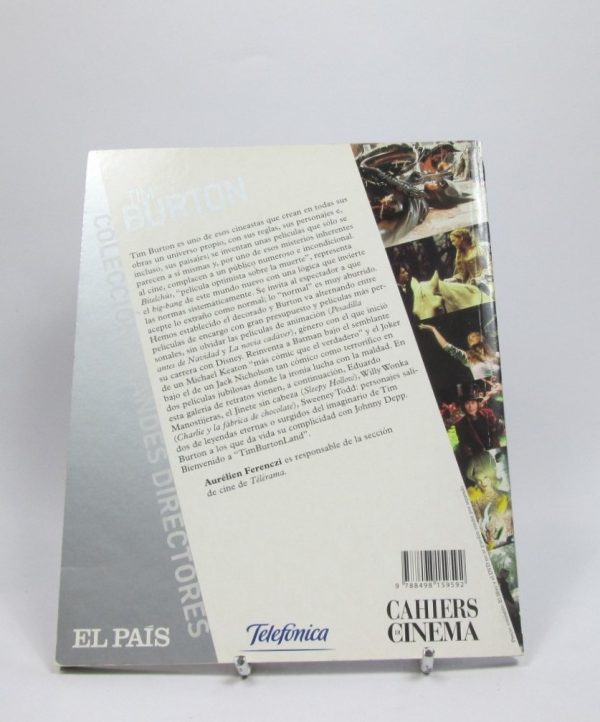 TIM
BURTON
COLECCIÓN GRANDES DIRECTORES
Tim Burton es uno de esos cineastas que crean en todas sus
obras un universo propio, con sus reglas, sus personajes e,
incluso, sus paisajes; se inventan unas películas que sólo se
parecen a sí mismas y, por uno de esos misterios inherentes
al cine, complacen a un público numeroso e incondicional.
Bitelchús, "película optimista sobre la muerte", representa
el big-bang de este mundo nuevo con una lógica que invierte
las normas sistemáticamente. Se invita al espectador a que
acepte lo extraño como normal; lo "normal" es muy aburrido.
Hemos establecido el decorado y Burton va alternando entre
películas de encargo con gran presupuesto y películas más per-
sonales, sin olvidar las películas de animación (Pesadilla
antes de Navidad y La novia cadáver), género con el que inició
su carrera con Disney. Reinventa a Batman bajo el semblante
de un Michael Keaton "más cómic que el verdadero" y el Joker
bajo el de un Jack Nicholson tan cómico como terrorífico en
dos películas jubilosas donde la ironía lucha con la maldad. En
esta galería de retratos vienen, a continuación, Eduardo
Manostijeras, el Jinete sin cabeza (Sleepy Hollow), Willy Wonka
(Charlie y la fábrica de chocolate), Sweeney Todd: personajes sali-
dos de leyendas eternas o surgidos del imaginario de Tim
Burton a los que da vida su complicidad con Johnny Depp.
Bienvenido a "TimBurtonLand".
Aurélien Ferenczi es responsable de la sección
de cine de Télérama.
9 788498 159592
EL PAÍS
Telefónica
CAHIERS
DU CINEMA